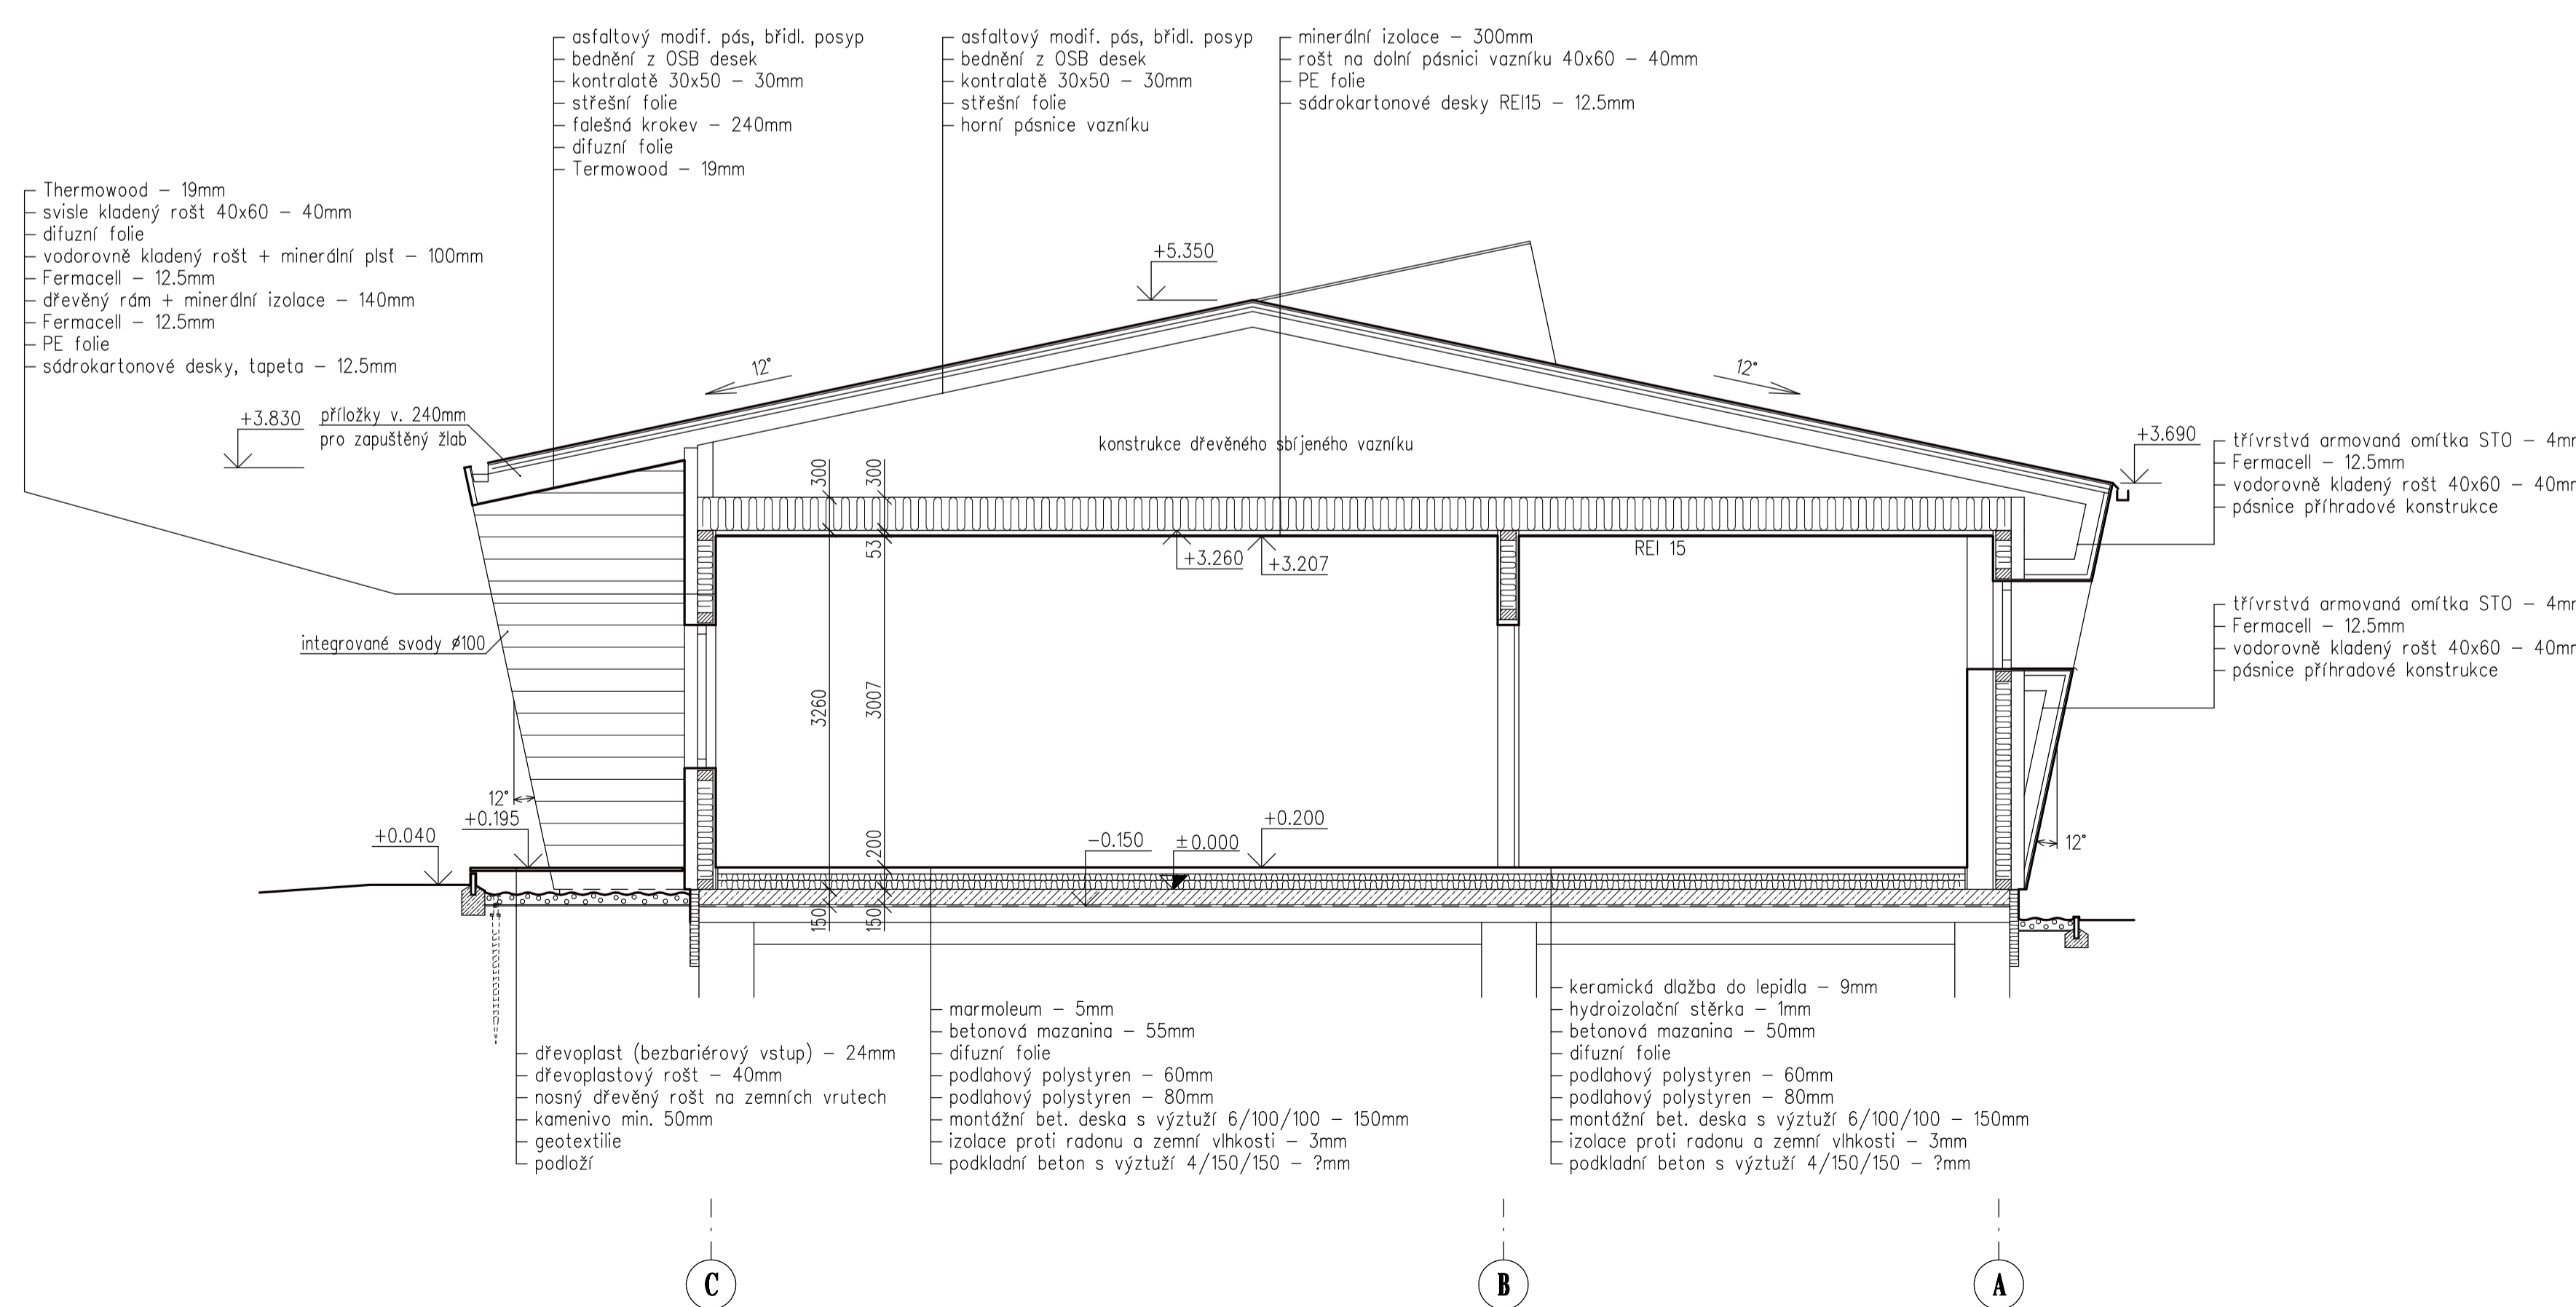 asfaltový modif. pás, břidl. posyp
bednění z OSB desek
kontralatě 30x50 – 30mm
střešní folie
falešná krokev – 240mm
difuzní folie
Termowood – 19mm
asfaltový modif. pás, břidl. posyp
bednění z OSB desek
kontralatě 30x50 – 30mm
střešní folie
horní pásnice vazníku
minerální izolace – 300mm
rošt na dolní pásnici vazníku 40x60 – 40mm
PE folie
sádrokartonové desky REI15 – 12.5mm
Thermowood – 19mm
svisle kladený rošt 40x60 – 40mm
difuzní folie
vodorovně kladený rošt + minerální plsť – 100mm
Fermacell – 12.5mm
dřevěný rám + minerální izolace – 140mm
Fermacell – 12.5mm
PE folie
sádrokartonové desky, tapeta – 12.5mm
+5.350
12°
12°
+3.830
příložky v. 240mm
pro zapuštěný žlab
konstrukce dřevěného sbíjeného vazníku
+3.690
třívrstvá armovaná omítka STO – 4mm
Fermacell – 12.5mm
vodorovně kladený rošt 40x60 – 40mm
pásnice příhradové konstrukce
300
300
53
+3.260
+3.207
REI 15
třívrstvá armovaná omítka STO – 4mm
Fermacell – 12.5mm
vodorovně kladený rošt 40x60 – 40mm
pásnice příhradové konstrukce
integrované svody ø100
3260
3007
12°
+0.195
+0.040
200
–0.150
±0.000
+0.200
12°
150
150
dřevoplast (bezbariérový vstup) – 24mm
dřevoplastový rošt – 40mm
nosný dřevěný rošt na zemních vrutech
kamenivo min. 50mm
geotextilie
podloží
marmoleum – 5mm
betonová mazanina – 55mm
difuzní folie
podlahový polystyren – 60mm
podlahový polystyren – 80mm
montážní bet. deska s výztuží 6/100/100 – 150mm
izolace proti radonu a zemní vlhkosti – 3mm
podkladní beton s výztuží 4/150/150 – ?mm
keramická dlažba do lepidla – 9mm
hydroizolační stěrka – 1mm
betonová mazanina – 50mm
difuzní folie
podlahový polystyren – 60mm
podlahový polystyren – 80mm
montážní bet. deska s výztuží 6/100/100 – 150mm
izolace proti radonu a zemní vlhkosti – 3mm
podkladní beton s výztuží 4/150/150 – ?mm
C
B
A